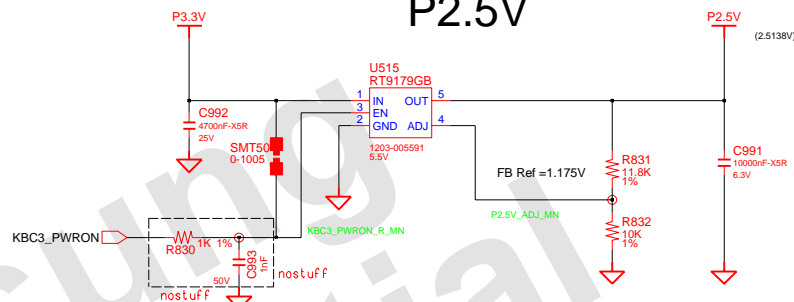 P2.5V
P3.3V
P2.5V
(2.5138V)
U515
RT9179GB
1 IN OUT 5
3 EN
2 GND ADJ 4
1203-005591
5.5V
C992
4700nF-X5R
25V
SMT50
0-1005
FB Ref =1.175V
R831
11.8K
1%
C991
10000nF-X5R
6.3V
P2.5V_ADJ_MN
R832
10K
1%
KBC3_PWRON
R830
1K 1%
KBC3_PWRON_R_MN
C993
1nF
50V
nostuff
nostuff